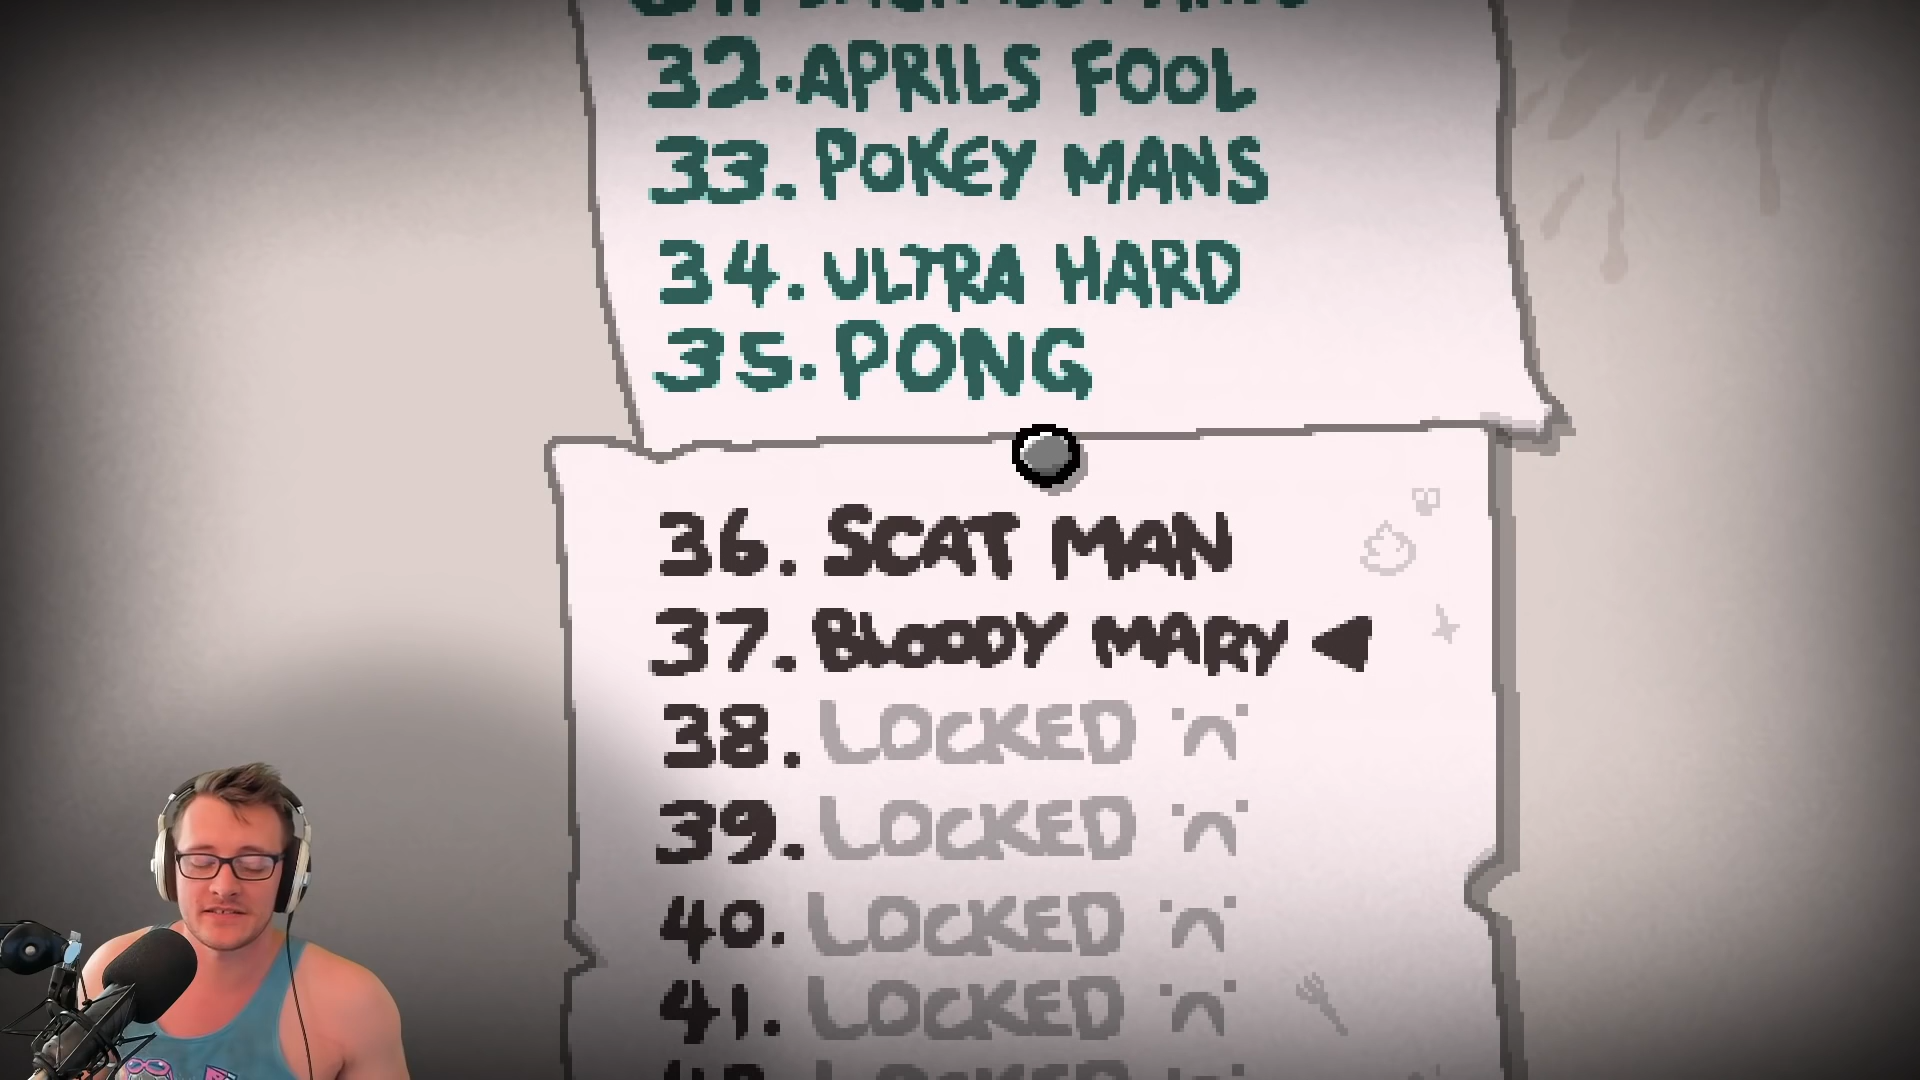 32. APRILS FOOL
33. POKEY MANS
34. ULTRA HARD
35. PONG
36. SCAT MAN
37. BLOODY MARY
38. LOCKED
39. LOCKED
40. LOCKED
41. LOCKED
LOCKED